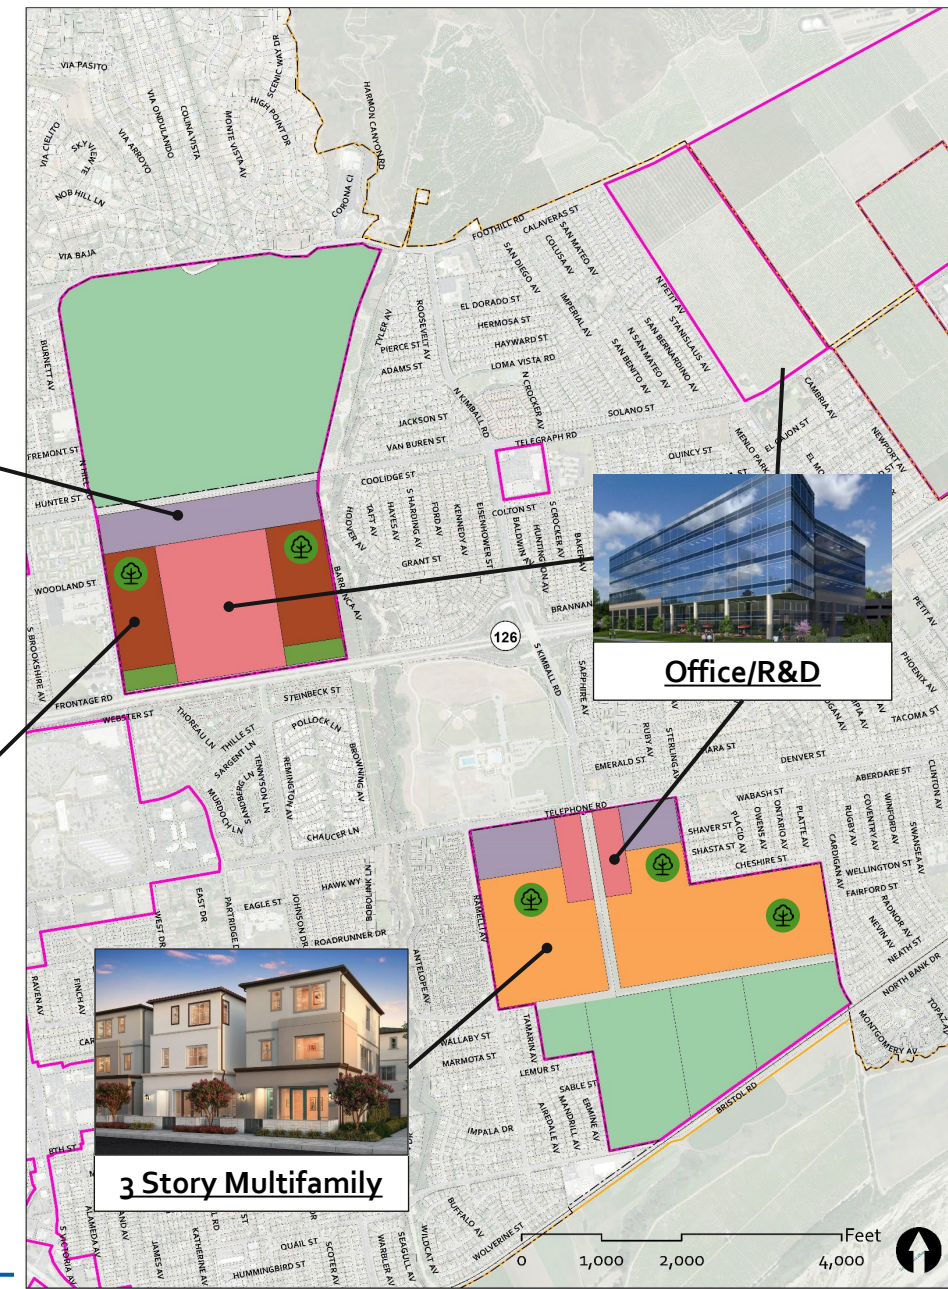 VIA PASITO
SCENIC WAY DR
HARMON CANYON RD
VIA ONDULANDO
COLINA VISTA
HIGH POINT DR
MONTE VISTA AV
VIA CIELITO
VIA ARROYO
NOB HILL LN
CORONA CI
VIA BAJA
FOOTHILL RD
CALAVERAS ST
SAN MATEO AV
COLUSA AV
SAN DIEGO AV
N PETIT AV
EL DORADO ST
IMPERIAL AV
STANISLAUS AV
SAN BERNARDINO AV
N SAN MATEO AV
SAN BENITO AV
HERMOSA ST
HAYWARD ST
LOMA VISTA RD
TYLER AV
ROOSEVELT AV
PIERCE ST
ADAMS ST
BURNETT AV
N KIMBALL RD
N CROCKER AV
CAMBRIA AV
SOLANO ST
JACKSON ST
VAN BUREN ST
TELEGRAPH RD
MENLO PARK
NEWPORT AV
QUINCY ST
FREMONT ST
COOLIDGE ST
HUNTER ST
COLTON ST
HOOVER AV
TAFT AV
HAYES AV
S HARDING AV
FORD AV
KENNEDY AV
EISENHOWER ST
BALDWIN AV
HUNTINGTON AV
S CROCKER AV
BAKER AV
GRANT ST
WOODLAND ST
BARRANCA AV
BRANNAN
PETIT AV
S BROOKSHIRE AV
126
S KIMBALL RD
SAPPHIRE AV
Office/R&D
PHOENIX AV
FRONTAGE RD
WEBSTER ST
STEINBECK ST
THOREAU LN
THILLE ST
SARGENT LN
TENNYSON LN
SANDBERG LN
MURDOCH LN
POLLOCK LN
REMINGTON AV
BROWNING AV
CHAUCER LN
TACOMA ST
RUBY AV
STERLING AV
EMERALD ST
DENVER ST
ABERDARE ST
CLINTON AV
TELEPHONE RD
WABASH ST
SHAVER ST
SHASTA ST
PLACID AV
OWENS AV
ONTARIO AV
PLATTE AV
CHESHIRE ST
RUGBY AV
COVENTRY AV
WINFORD AV
SWANSEA AV
CARDIGAN AV
WELLINGTON ST
FAIRFORD ST
RADNOR AV
NEVIN AV
NEATH ST
NORTH BANK DR
HAWK WY
BOBOLINK LN
EAGLE ST
EAST DR
WEST DR
JOHNSON DR
ROADRUNNER DR
RAMELLI AV
ANTELOPE AV
RAVEN AV
FINCH AV
TAMARIN AV
WALLABY ST
MARMOTA ST
LEMUR ST
SABLE ST
AIREDALE AV
MANDRILL AV
ERMINE AV
IMPALA DR
BRISTOL RD
MONTGOMERY AV
8TH ST
3 Story Multifamily
S VICTORIA AV
ALAMEDA AV
JAMES AV
KATHERINE AV
QUAIL ST
HUMMINGBIRD ST
SCOTER AV
WARBLER AV
SEAGULL AV
WILDCAT AV
BUFFALO AV
WOLVERINE ST
Feet
0 1,000 2,000 4,000